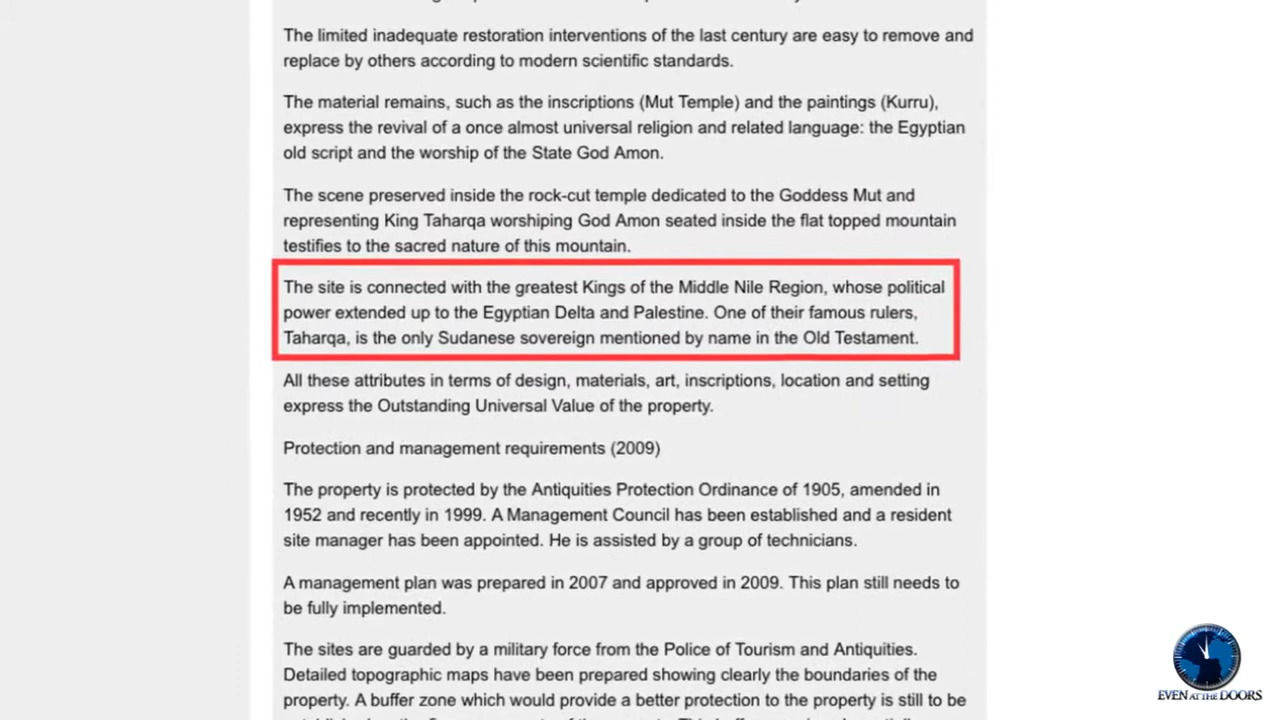 The limited inadequate restoration interventions of the last century are easy to remove and
replace by others according to modern scientific standards.
The material remains, such as the inscriptions (Mut Temple) and the paintings (Kurru),
express the revival of a once almost universal religion and related language: the Egyptian
old script and the worship of the State God Amon.
The scene preserved inside the rock-cut temple dedicated to the Goddess Mut and
representing King Taharqa worshiping God Amon seated inside the flat topped mountain
testifies to the sacred nature of this mountain.
The site is connected with the greatest Kings of the Middle Nile Region, whose political
power extended up to the Egyptian Delta and Palestine. One of their famous rulers,
Taharqa, is the only Sudanese sovereign mentioned by name in the Old Testament.
All these attributes in terms of design, materials, art, inscriptions, location and setting
express the Outstanding Universal Value of the property.
Protection and management requirements (2009)
The property is protected by the Antiquities Protection Ordinance of 1905, amended in
1952 and recently in 1999. A Management Council has been established and a resident
site manager has been appointed. He is assisted by a group of technicians.
A management plan was prepared in 2007 and approved in 2009. This plan still needs to
be fully implemented.
The sites are guarded by a military force from the Police of Tourism and Antiquities.
Detailed topographic maps have been prepared showing clearly the boundaries of the
property. A buffer zone which would provide a better protection to the property is still to be
EVEN AT THE DOORS